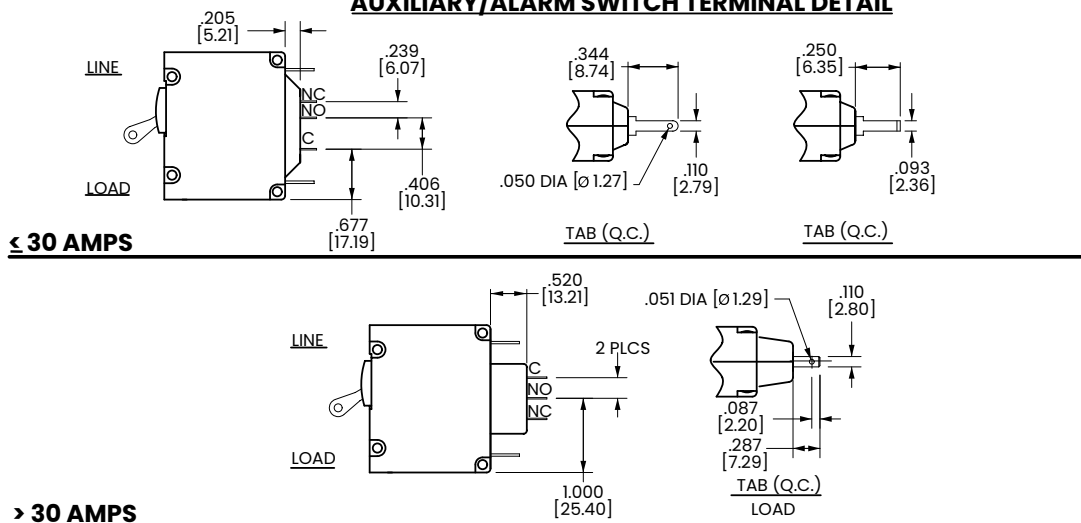 AUXILIARY/ALARM SWITCH TERMINAL DETAIL
.205
[5.21]
LINE
.239
[6.07]
NC
NO
C
LOAD
.406
[10.31]
.677
[17.19]
.344
[8.74]
.050 DIA [Ø 1.27]
.110
[2.79]
TAB (Q.C.)
.250
[6.35]
.093
[2.36]
TAB (Q.C.)
≤ 30 AMPS
.520
[13.21]
LINE
2 PLCS
C
NO
NC
LOAD
1.000
[25.40]
.051 DIA [Ø 1.29]
.110
[2.80]
.087
[2.20]
.287
[7.29]
TAB (Q.C.)
LOAD
> 30 AMPS